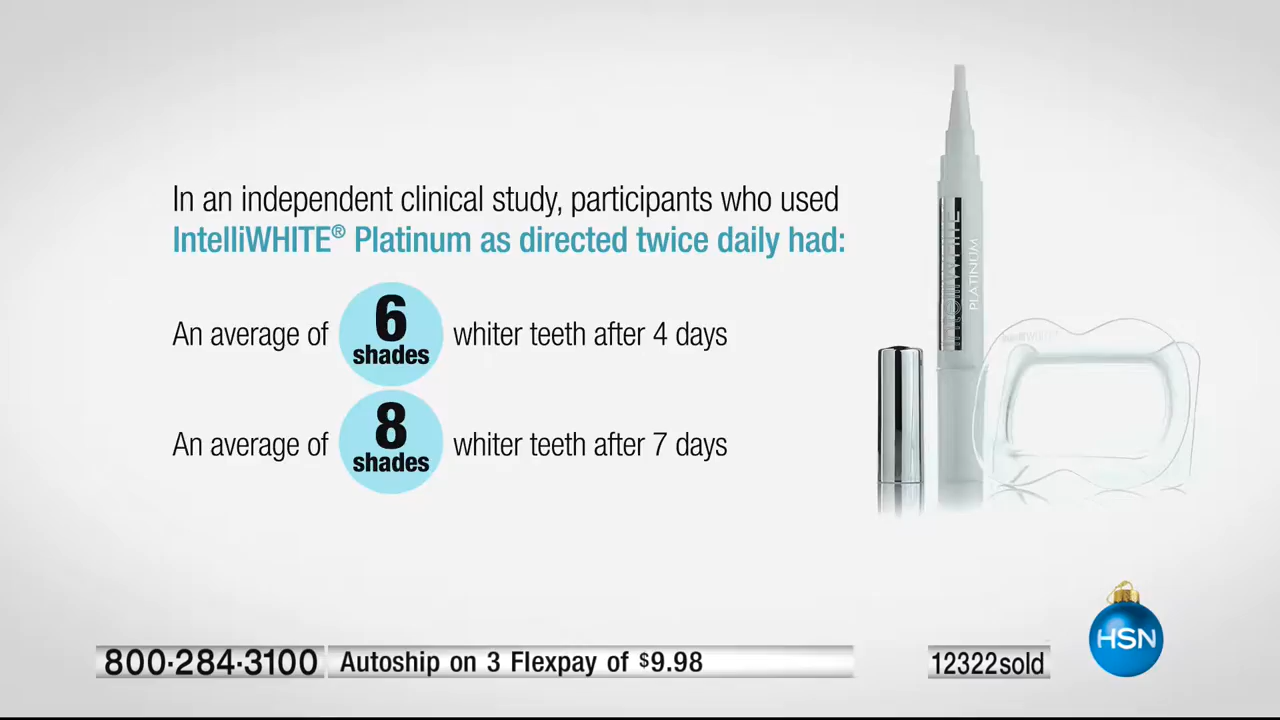 In an independent clinical study, participants who used
IntelliWHITE® Platinum as directed twice daily had:
An average of 6 shades whiter teeth after 4 days
An average of 8 shades whiter teeth after 7 days
IntelliWHITE
PLATINUM
IntelliWHITE
800·284·3100 Autoship on 3 Flexpay of $9.98
12322sold
HSN